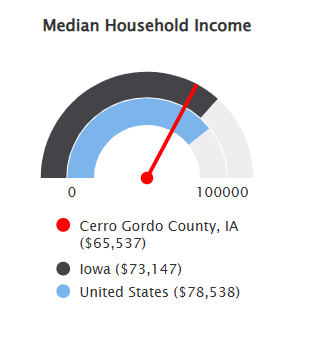 Median Household Income
0 100000
Cerro Gordo County, IA
($65,537)
Iowa ($73,147)
United States ($78,538)